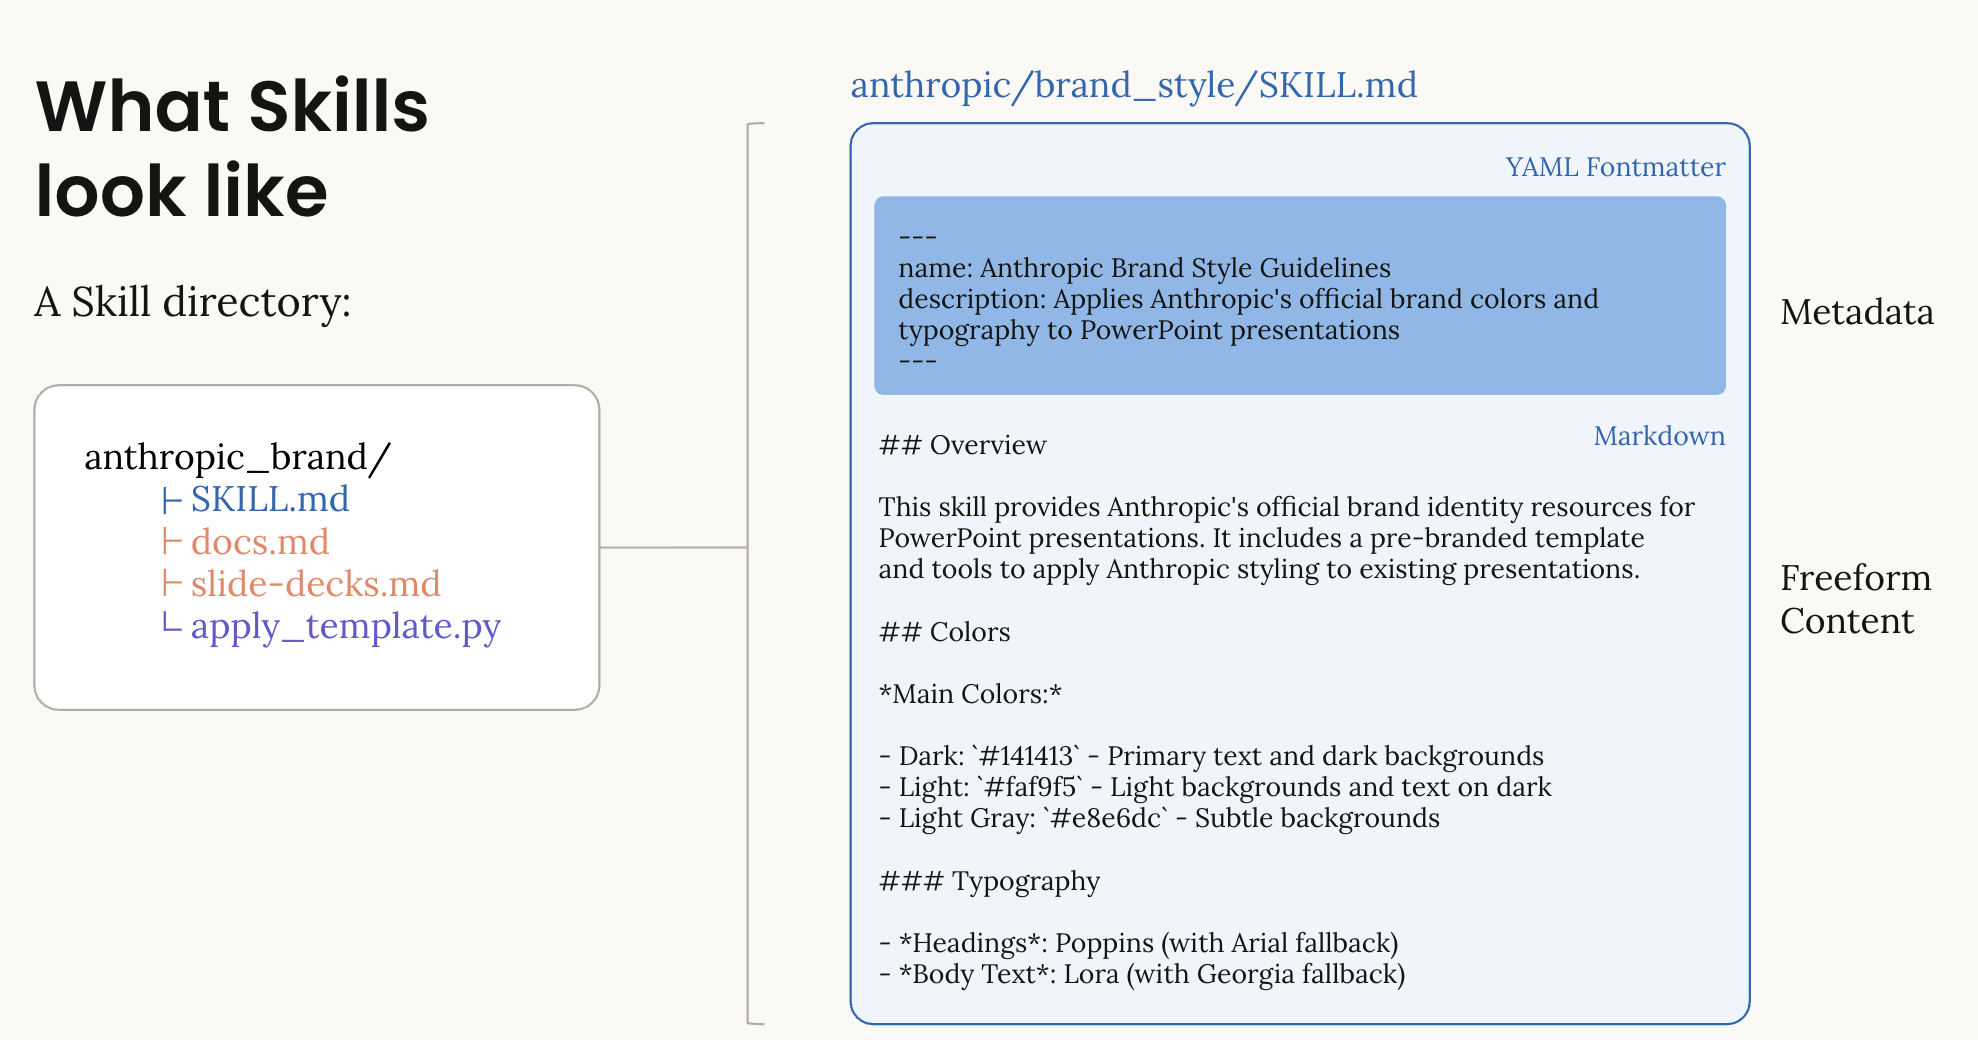 What Skills
look like
A Skill directory:
anthropic_brand/
├ SKILL.md
├ docs.md
├ slide-decks.md
└ apply_template.py
anthropic/brand_style/SKILL.md
YAML Fontmatter
---
name: Anthropic Brand Style Guidelines
description: Applies Anthropic's official brand colors and
typography to PowerPoint presentations
---
Metadata
Markdown
## Overview
This skill provides Anthropic's official brand identity resources for
PowerPoint presentations. It includes a pre-branded template
and tools to apply Anthropic styling to existing presentations.
## Colors
*Main Colors:*
- Dark: `#141413` - Primary text and dark backgrounds
- Light: `#faf9f5` - Light backgrounds and text on dark
- Light Gray: `#e8e6dc` - Subtle backgrounds
### Typography
- *Headings*: Poppins (with Arial fallback)
- *Body Text*: Lora (with Georgia fallback)
Freeform
Content